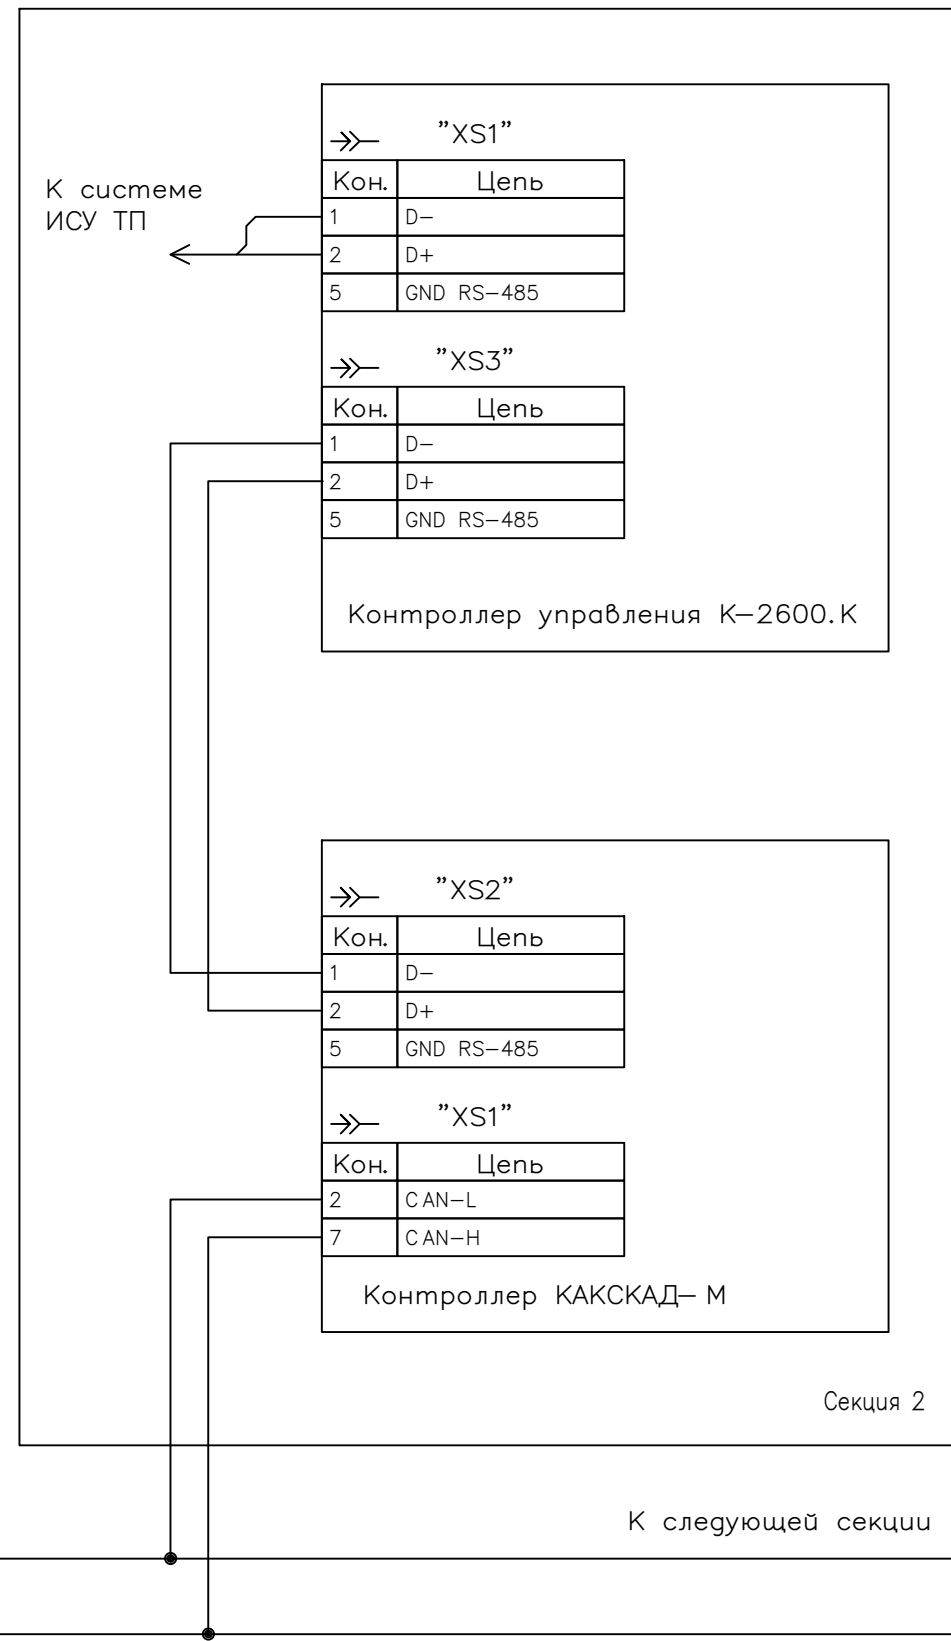 "XS1"
Кон. Цепь
К системе
ИСУ ТП
1 D-
2 D+
5 GND RS-485
"XS3"
Кон. Цепь
1 D-
2 D+
5 GND RS-485
Контроллер управления К-2600.К
"XS2"
Кон. Цепь
1 D-
2 D+
5 GND RS-485
"XS1"
Кон. Цепь
2 CAN-L
7 CAN-H
Контроллер КАКСКАД- М
Секция 2
К следующей секции